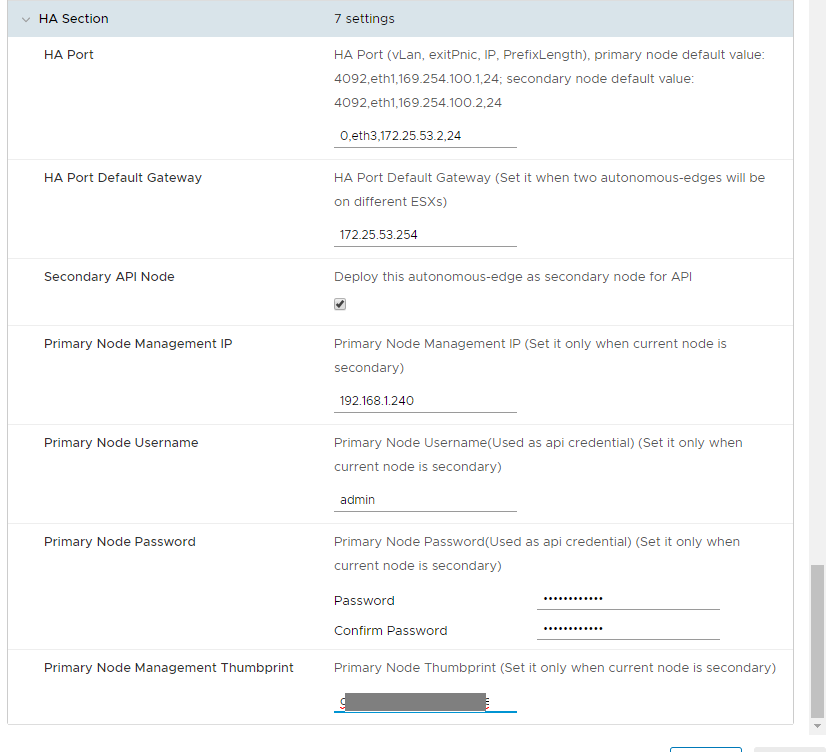 HA Section 7 settings
HA Port HA Port (vLan, exitPnic, IP, PrefixLength), primary node default value:
4092,eth1,169.254.100.1,24; secondary node default value:
4092,eth1,169.254.100.2,24
0,eth3,172.25.53.2,24
HA Port Default Gateway HA Port Default Gateway (Set it when two autonomous-edges will be
on different ESXs)
172.25.53.254
Secondary API Node Deploy this autonomous-edge as secondary node for API
Primary Node Management IP Primary Node Management IP (Set it only when current node is
secondary)
192.168.1.240
Primary Node Username Primary Node Username(Used as api credential) (Set it only when
current node is secondary)
admin
Primary Node Password Primary Node Password(Used as api credential) (Set it only when
current node is secondary)
Password ••••••••••••
Confirm Password ••••••••••••
Primary Node Management Thumbprint Primary Node Thumbprint (Set it only when current node is secondary)